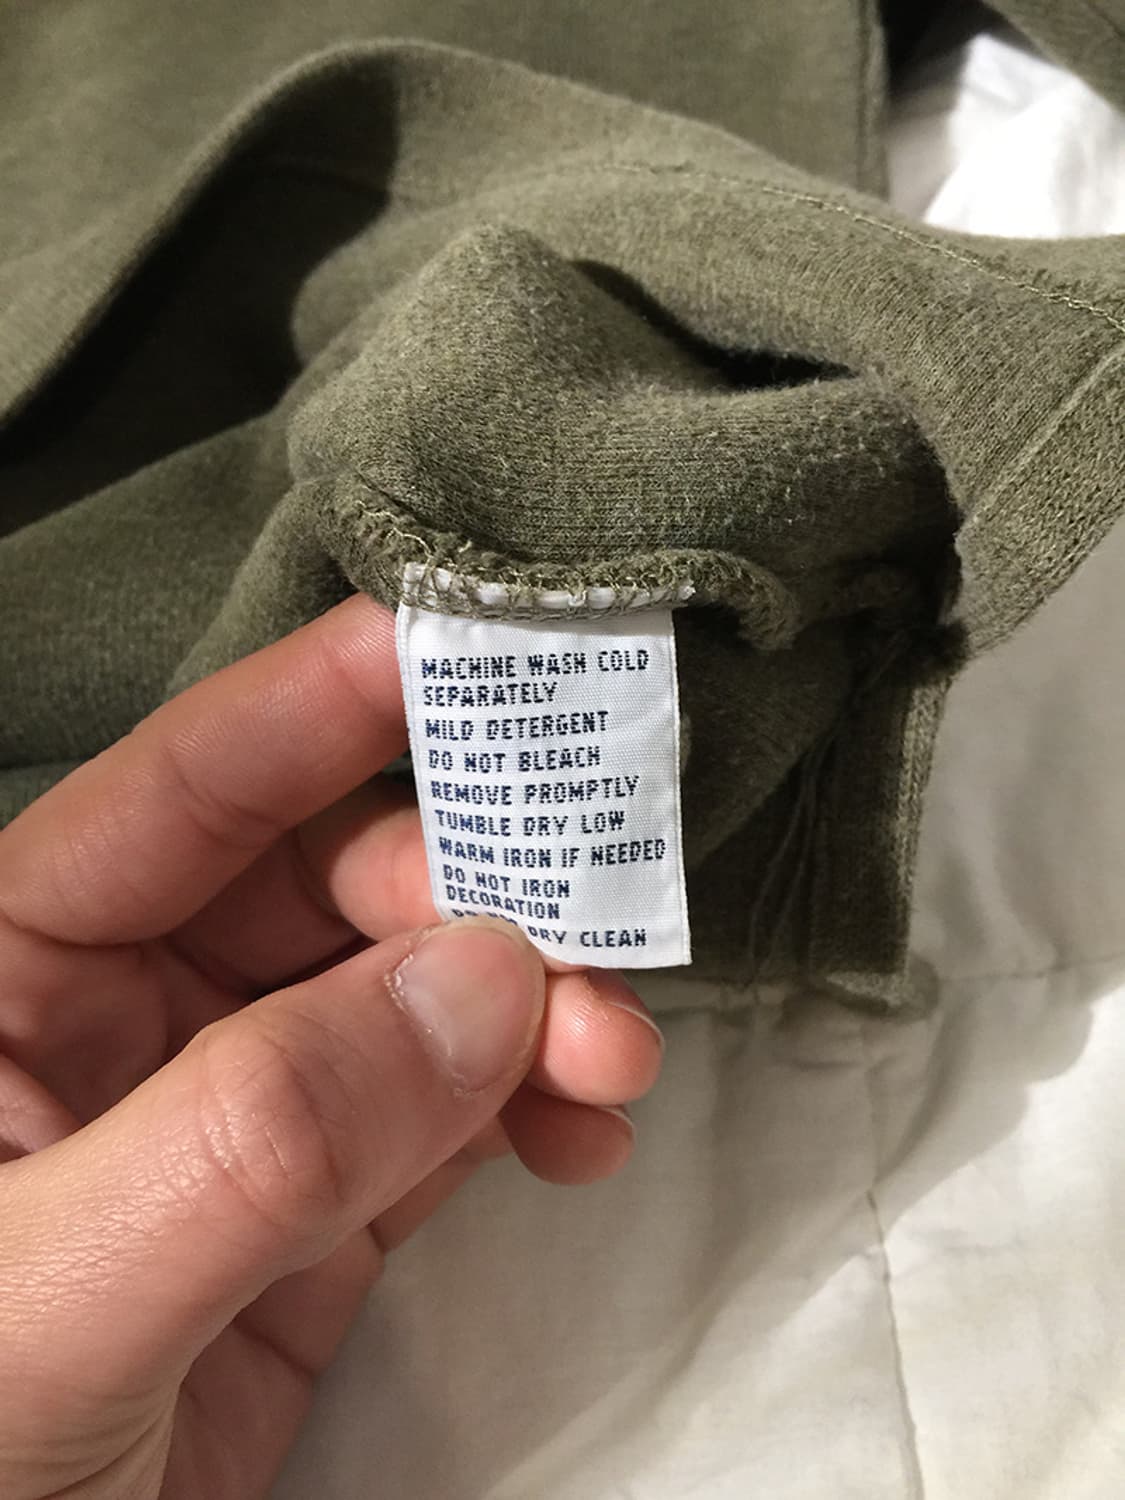 MACHINE WASH COLD
SEPARATELY
MILD DETERGENT
DO NOT BLEACH
REMOVE PROMPTLY
TUMBLE DRY LOW
WARM IRON IF NEEDED
DO NOT IRON
DECORATION
DRY CLEAN